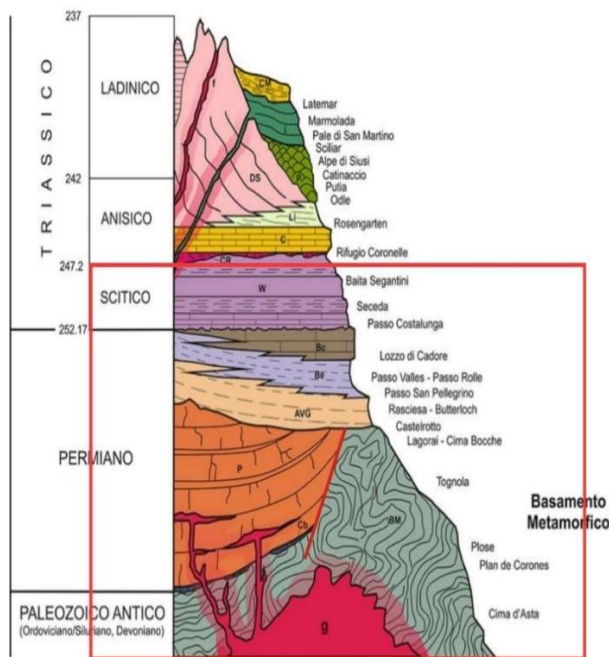 237
TRIASSICO
LADINICO
f
CM
Latemar
Marmolada
Pale di San Martino
Sciliar
Alpe di Siusi
Catinaccio
Putia
Odle
DS
242
ANISICO
Li
Rosengarten
C
Rifugio Coronelle
CR
247.2
SCITICO
W
Baita Segantini
Seceda
Passo Costalunga
252.17
Bc
Lozzo di Cadore
Be
Passo Valles - Passo Rolle
Passo San Pellegrino
AVG
Rasciesa - Butterloch
Castelrotto
Lagorai - Cima Bocche
PERMIANO
P
Tognola
Basamento
Metamorfico
Cb
BM
Plose
Plan de Corones
PALEOZOICO ANTICO
(Ordoviciano/Siluriano, Devoniano)
Cima d'Asta
g